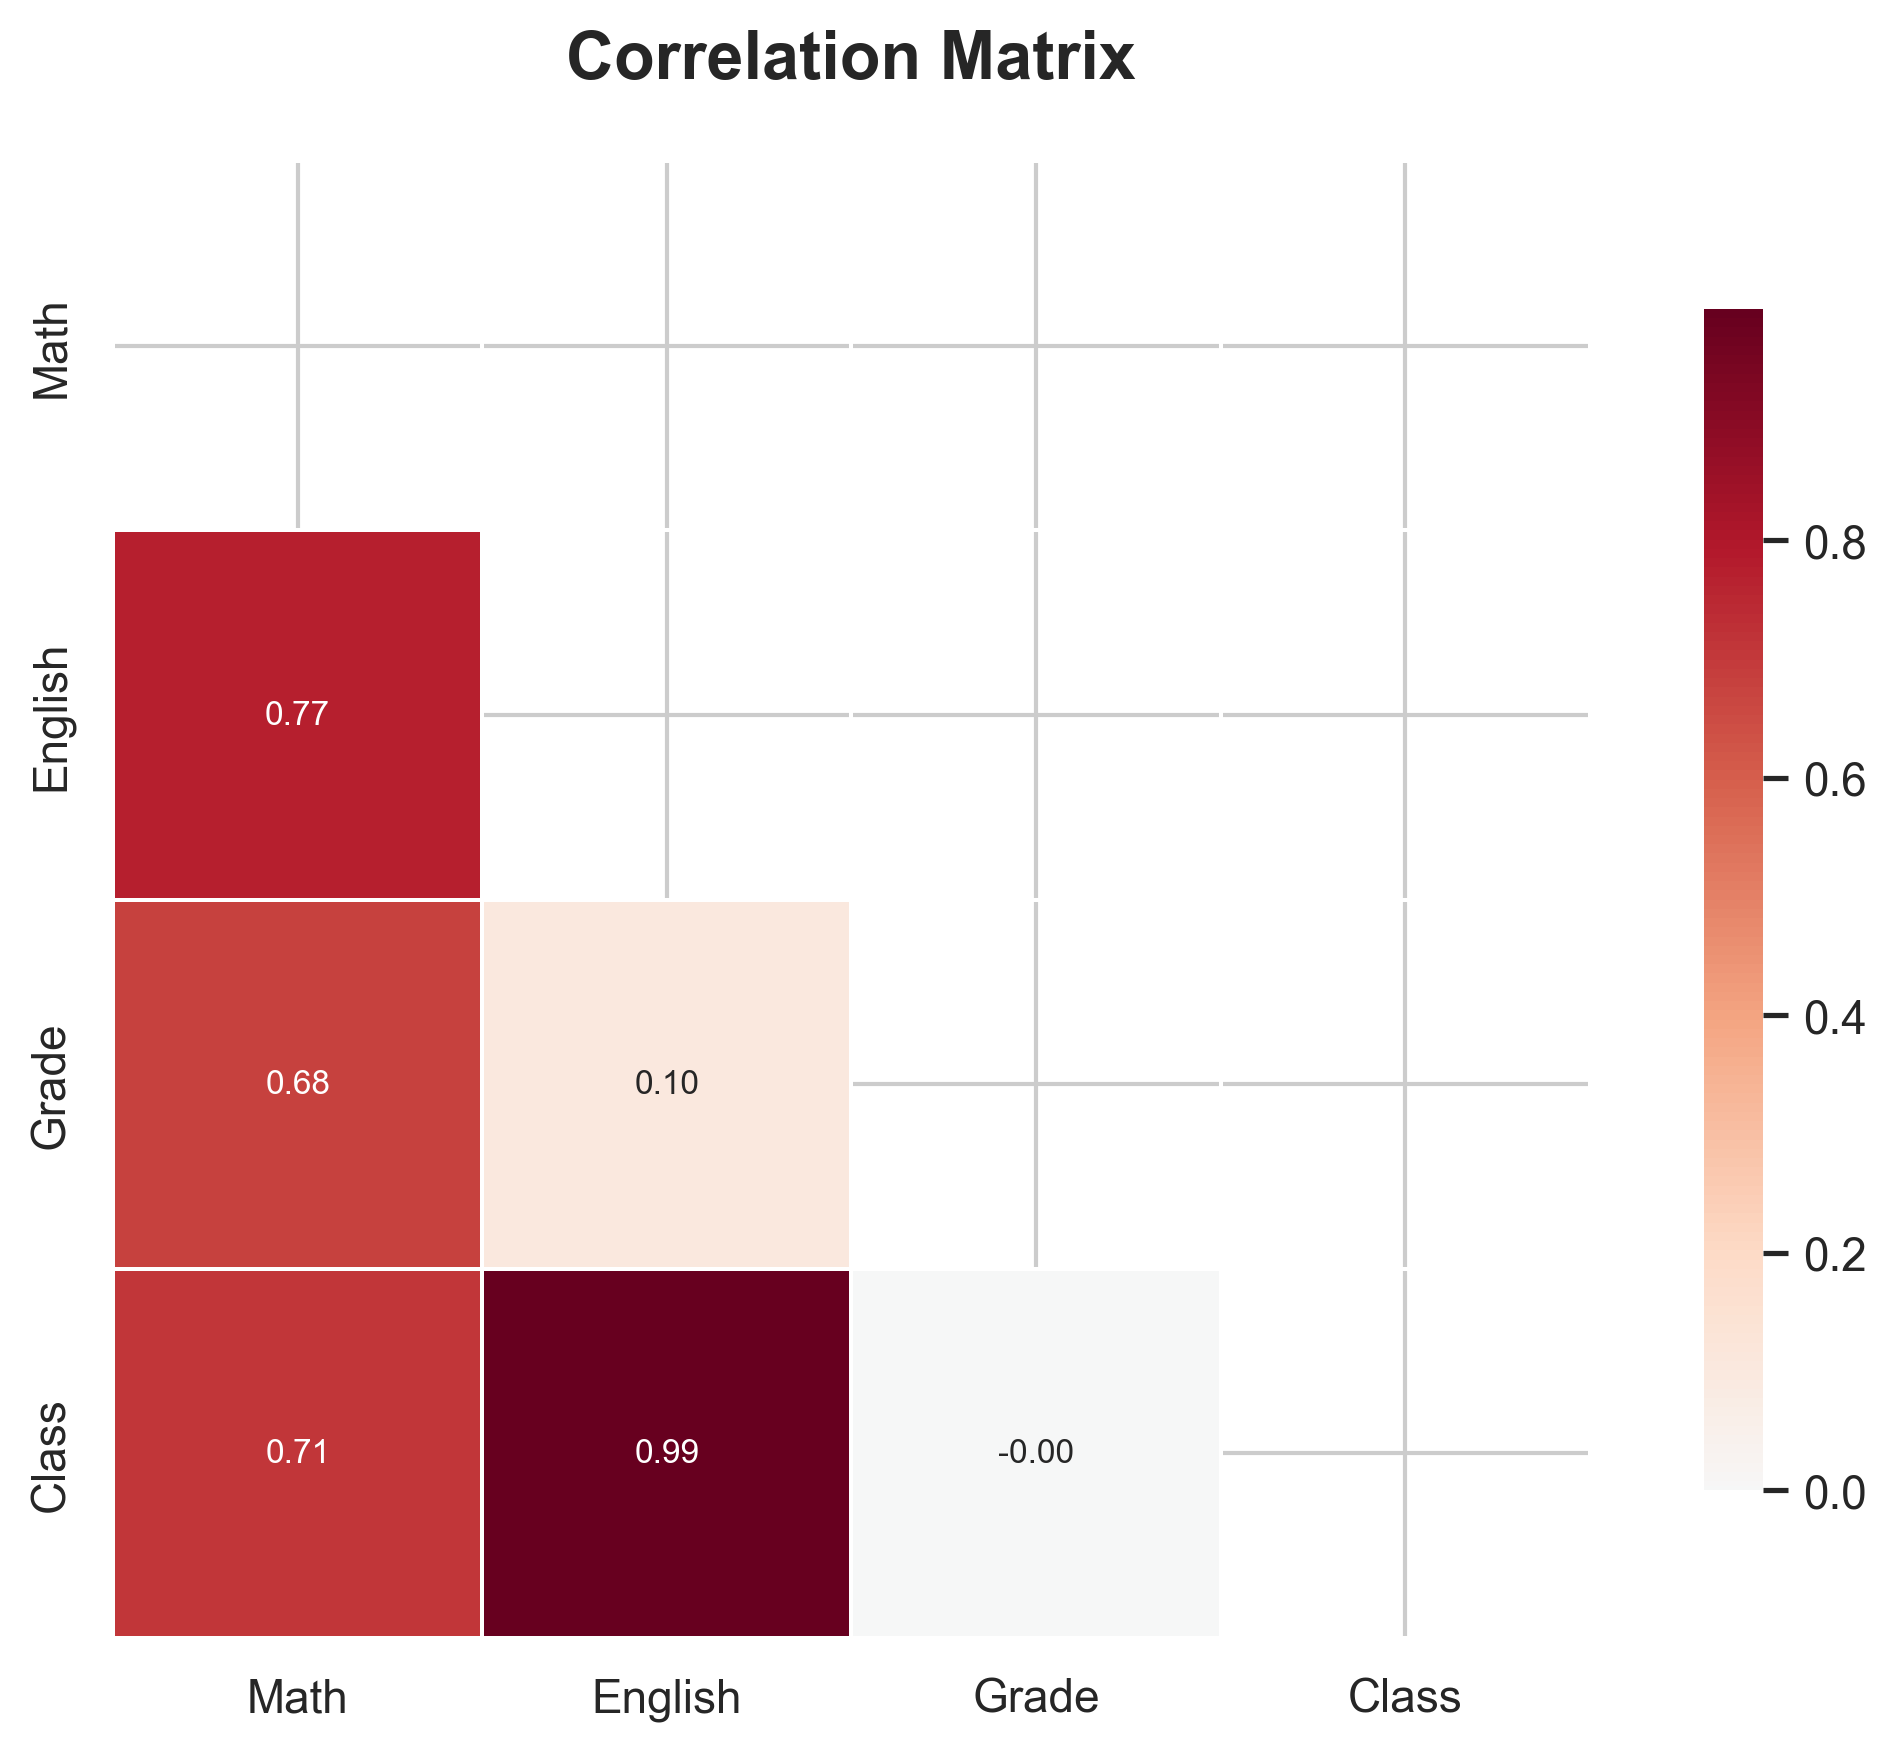 Correlation Matrix
Math
English
0.77
Grade
0.68 0.10
Class
0.71 0.99 -0.00
Math English Grade Class
0.8
0.6
0.4
0.2
0.0